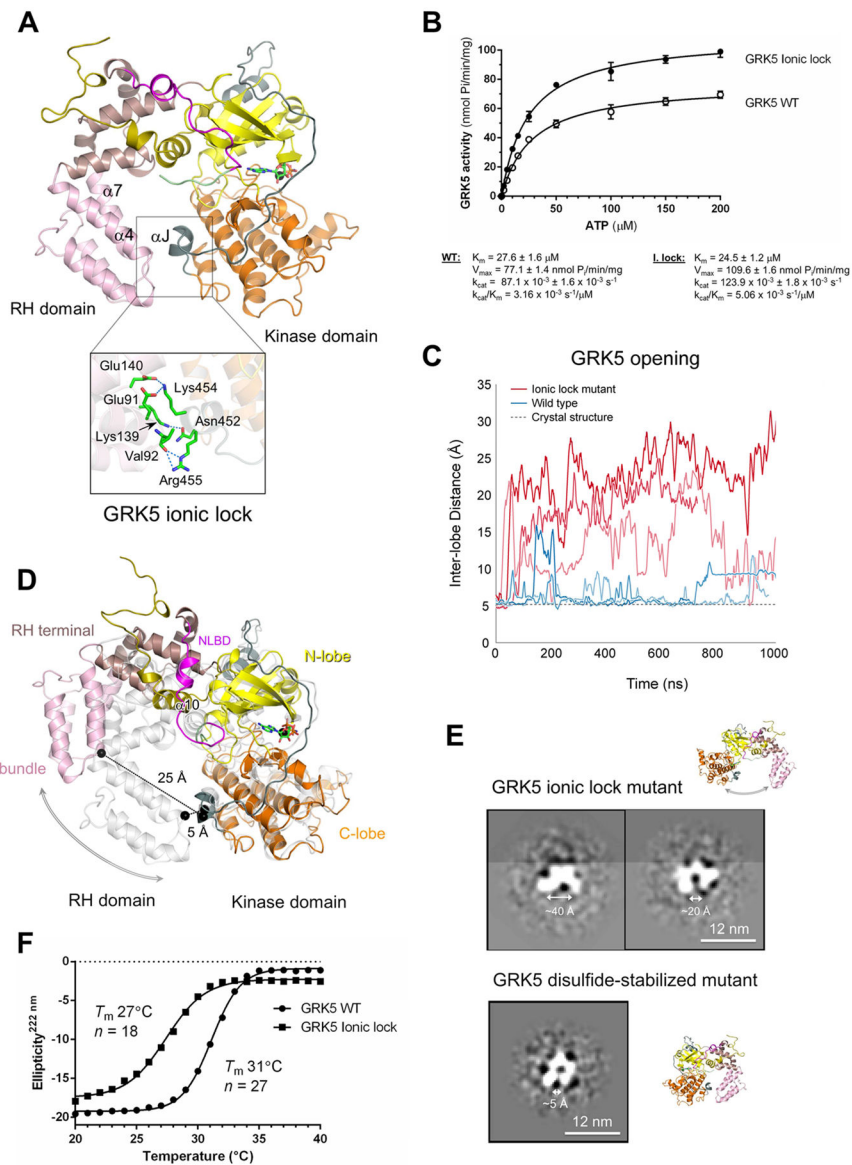 A
α7
α4
αJ
RH domain
Kinase domain
Glu140
Lys454
Glu91
Asn452
Lys139
Val92
Arg455
GRK5 ionic lock
B
GRK5 activity (nmol Pi/min/mg)
100
80
60
40
20
0
0
50
100
150
200
ATP (μM)
GRK5 Ionic lock
GRK5 WT
WT:
Km = 27.6 ± 1.6 μM
Vmax = 77.1 ± 1.4 nmol Pi/min/mg
kcat = 87.1 x 10-3 ± 1.6 x 10-3 s-1
kcat/Km = 3.16 x 10-3 s-1/μM
I. lock:
Km = 24.5 ± 1.2 μM
Vmax = 109.6 ± 1.6 nmol Pi/min/mg
kcat = 123.9 x 10-3 ± 1.8 x 10-3 s-1
kcat/Km = 5.06 x 10-3 s-1/μM
C
GRK5 opening
Inter-lobe Distance (Å)
35
30
25
20
15
10
5
0
Ionic lock mutant
Wild type
Crystal structure
0
200
400
600
800
1000
Time (ns)
D
RH terminal
NLBD
N-lobe
α10
bundle
25 Å
5 Å
C-lobe
RH domain
Kinase domain
E
GRK5 ionic lock mutant
~40 Å
~20 Å
12 nm
GRK5 disulfide-stabilized mutant
~5 Å
12 nm
F
Ellipticity222 nm
0
-5
-10
-15
-20
Tm 27°C
n = 18
Tm 31°C
n = 27
GRK5 WT
GRK5 Ionic lock
20
25
30
35
40
Temperature (°C)